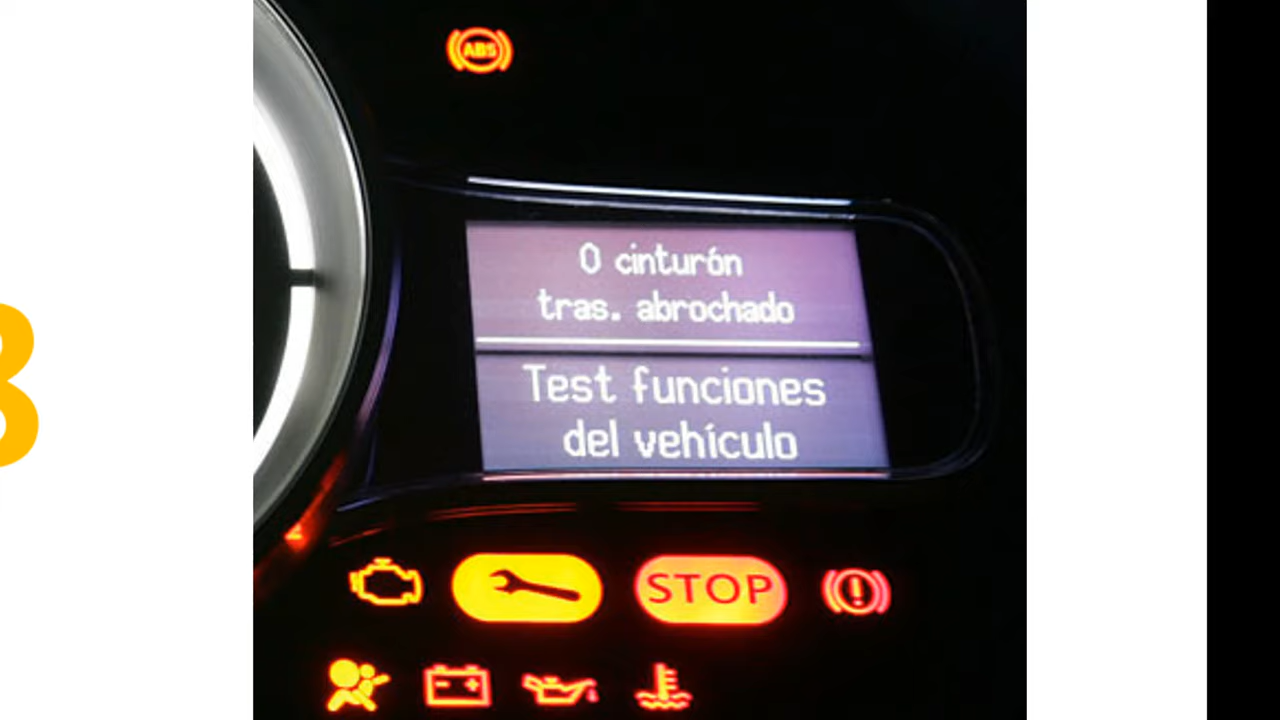 ABS
0 cinturón
tras. abrochado
Test funciones
del vehículo
STOP